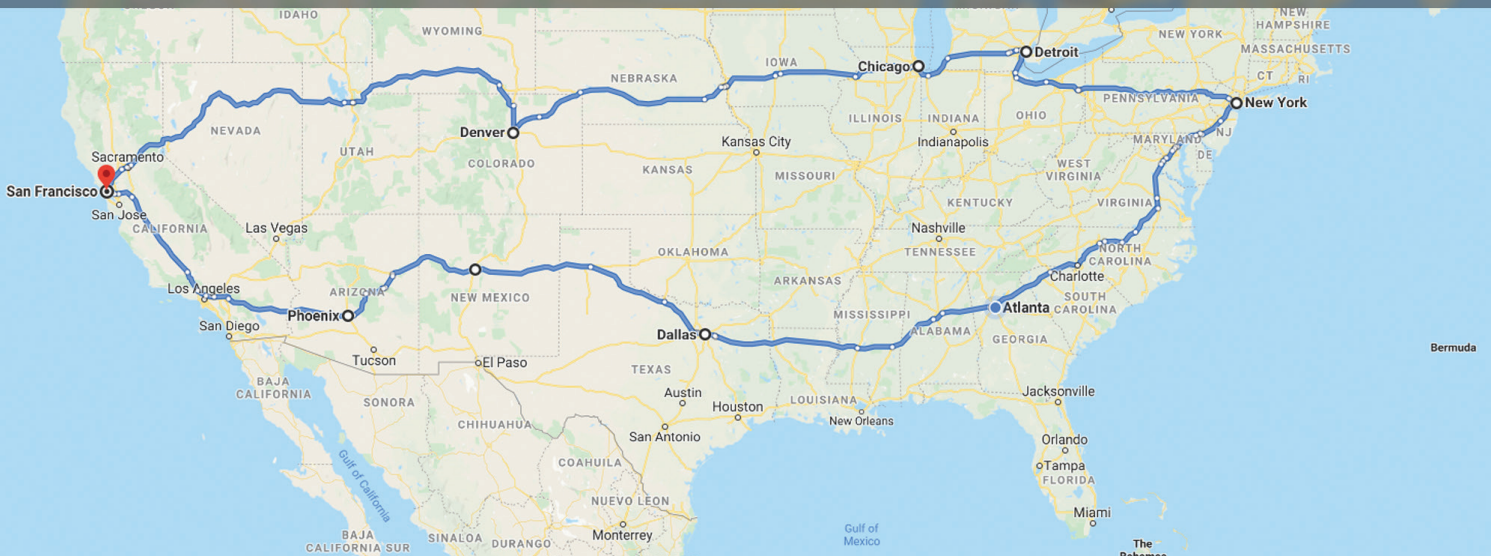 IDAHO
WYOMING
NEW YORK
NEW
HAMPSHIRE
MASSACHUSETTS
CT
RI
Detroit
Chicago
IOWA
NEBRASKA
PENNSYLVANIA
New York
NEVADA
Denver
ILLINOIS
INDIANA
OHIO
NJ
MARYLAND
DE
Kansas City
Indianapolis
UTAH
COLORADO
Sacramento
KANSAS
MISSOURI
WEST
VIRGINIA
San Francisco
San Jose
KENTUCKY
VIRGINIA
CALIFORNIA
Las Vegas
Nashville
TENNESSEE
OKLAHOMA
NORTH
CAROLINA
Charlotte
Los Angeles
ARIZONA
NEW MEXICO
ARKANSAS
SOUTH
CAROLINA
Phoenix
Atlanta
MISSISSIPPI
San Diego
Dallas
ALABAMA
GEORGIA
Bermuda
Tucson
El Paso
TEXAS
BAJA
CALIFORNIA
SONORA
Austin
Houston
LOUISIANA
Jacksonville
New Orleans
CHIHUAHUA
San Antonio
Orlando
Gulf of California
COAHUILA
Tampa
FLORIDA
NUEVO LEON
Miami
Monterrey
Gulf of
Mexico
BAJA
CALIFORNIA SUR
SINALOA
DURANGO
The
Bahamas